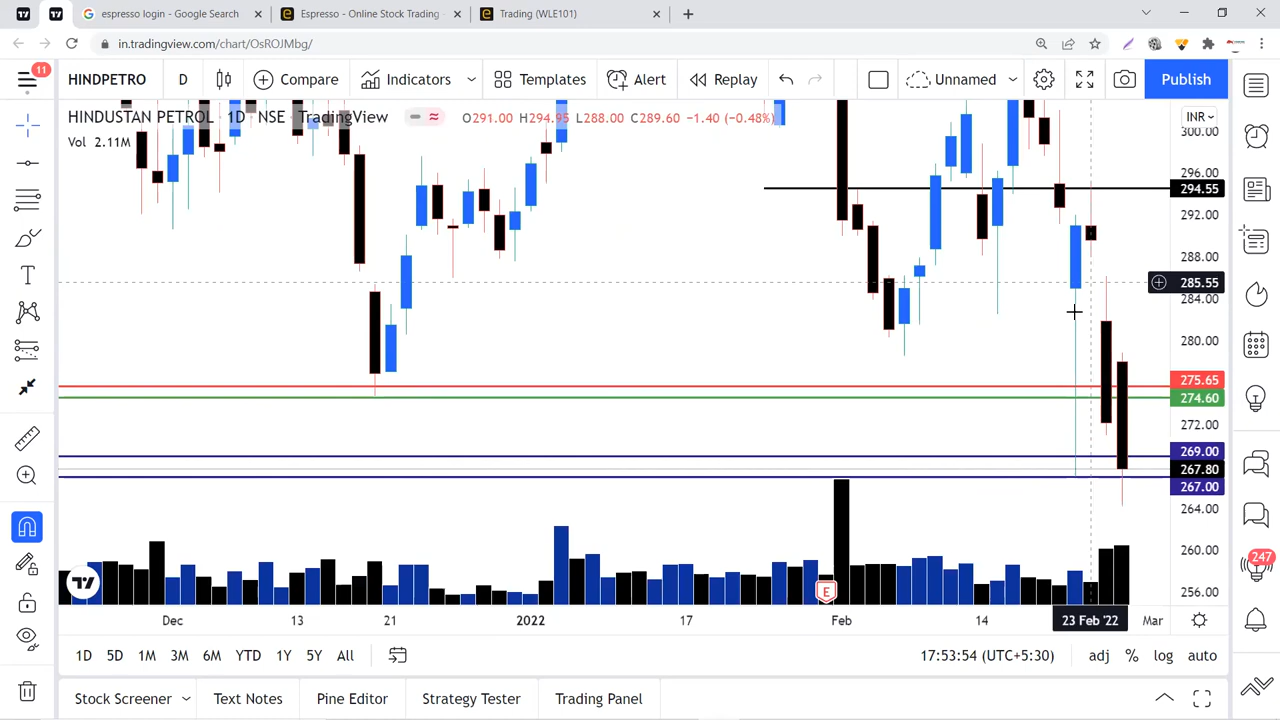 espresso login - Google Search
Espresso - Online Stock Trading
Trading (WLE101)
in.tradingview.com/chart/OsROJMbg/
11
HINDPETRO D Compare Indicators Templates Alert Replay Unnamed Publish
HINDUSTAN PETROL · 1D · NSE · TradingView O291.00 H294.95 L288.00 C289.60 −1.40 (−0.48%) INR
Vol 2.11M
300.00
296.00
294.55
292.00
288.00
285.55
284.00
280.00
275.65
274.60
272.00
269.00
267.80
267.00
264.00
260.00
256.00
247
E
Dec 13 21 2022 17 Feb 14 23 Feb '22 Mar
1D 5D 1M 3M 6M YTD 1Y 5Y All 17:53:54 (UTC+5:30) adj % log auto
Stock Screener Text Notes Pine Editor Strategy Tester Trading Panel